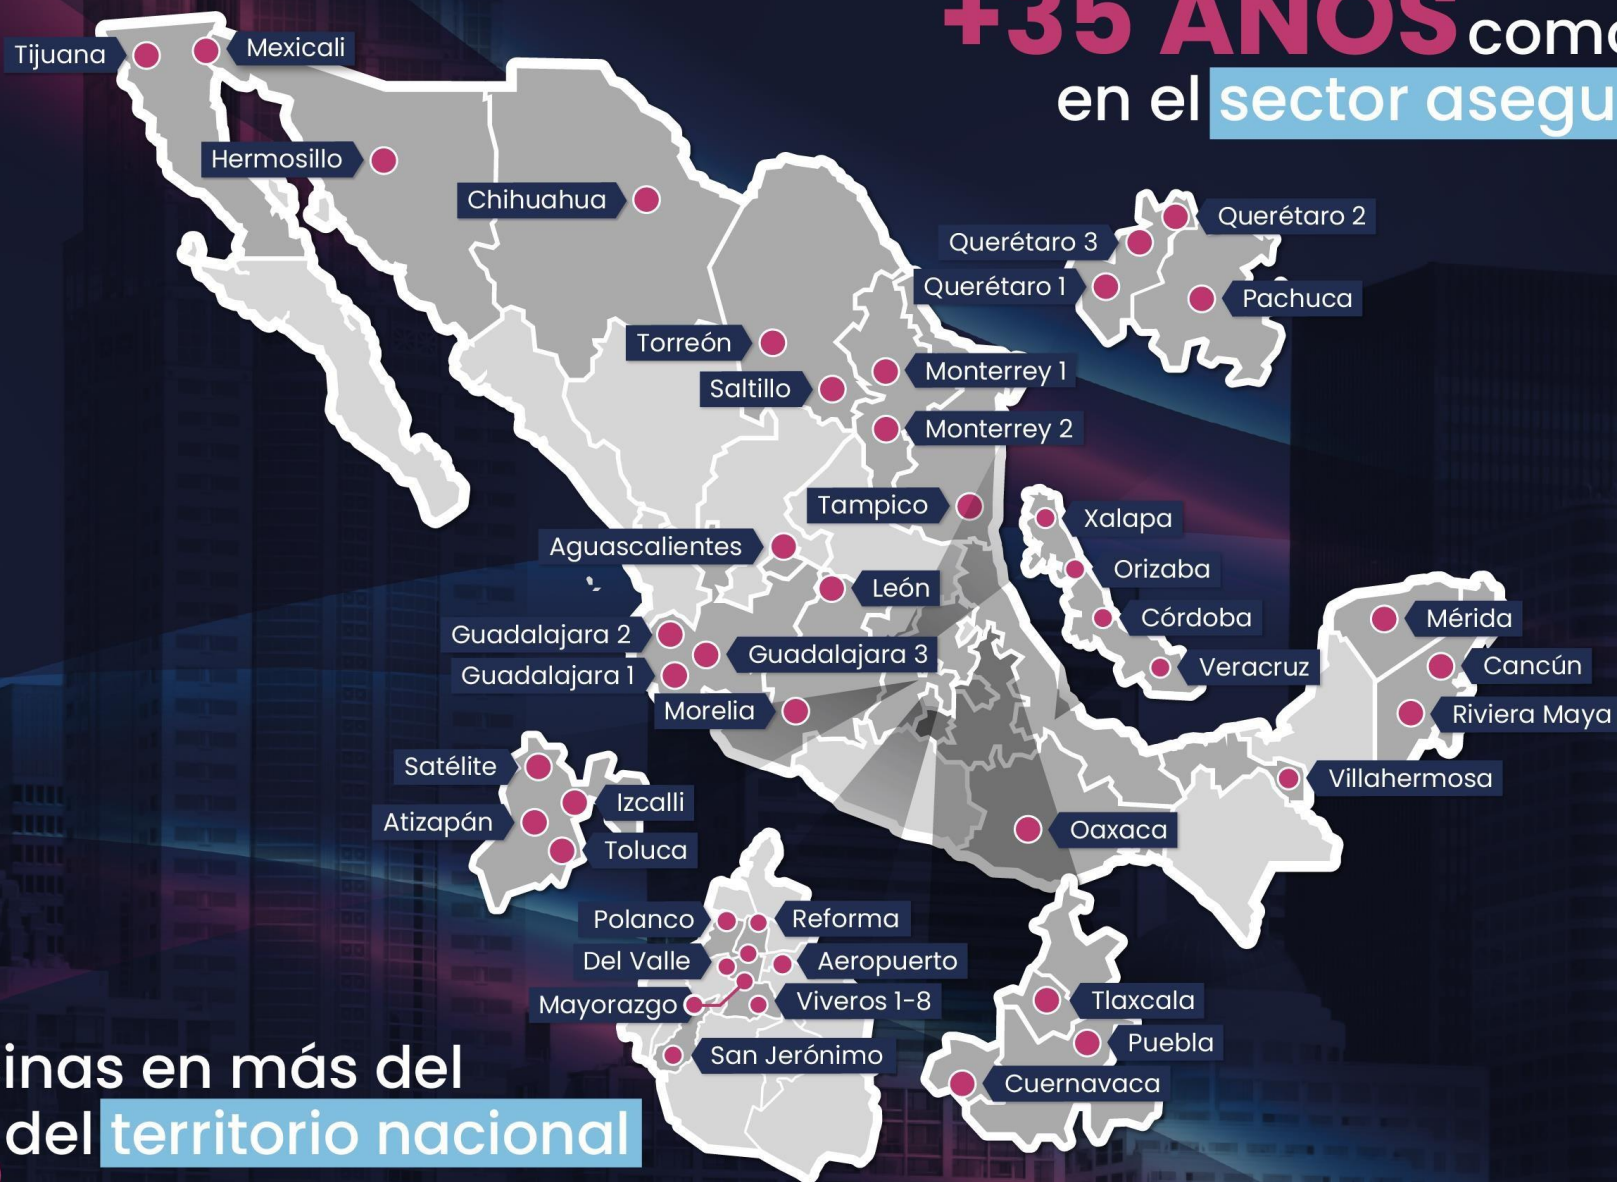 +35 AÑOS
en el sector
Tijuana
Mexicali
Hermosillo
Chihuahua
Querétaro 2
Querétaro 3
Querétaro 1
Pachuca
Torreón
Saltillo
Monterrey 1
Monterrey 2
Tampico
Xalapa
Aguascalientes
Orizaba
León
Córdoba
Mérida
Guadalajara 2
Guadalajara 3
Guadalajara 1
Veracruz
Cancún
Morelia
Riviera Maya
Satélite
Villahermosa
Izcalli
Atizapán
Oaxaca
Toluca
Polanco
Reforma
Del Valle
Aeropuerto
Mayorazgo
Viveros 1-8
Tlaxcala
Puebla
San Jerónimo
Cuernavaca
en más del
del territorio nacional